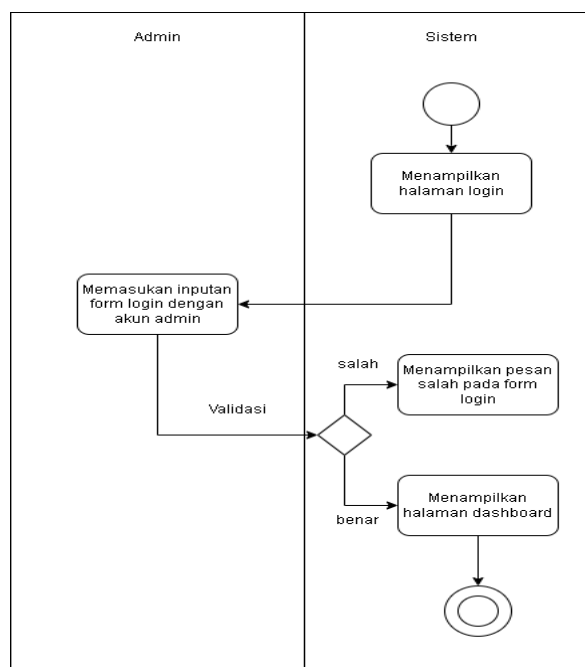 Admin
Sistem
Menampilkan
halaman login
Memasukan inputan
form login dengan
akun admin
Validasi
salah
Menampilkan pesan
salah pada form
login
benar
Menampilkan
halaman dashboard